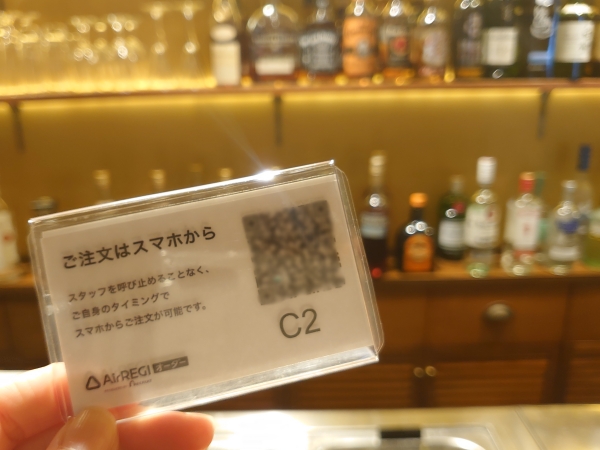 ご注文はスマホから
スタッフを呼び止めることなく、
ご自身のタイミングで
スマホからご注文が可能です。
C2
AirREGI オーダー